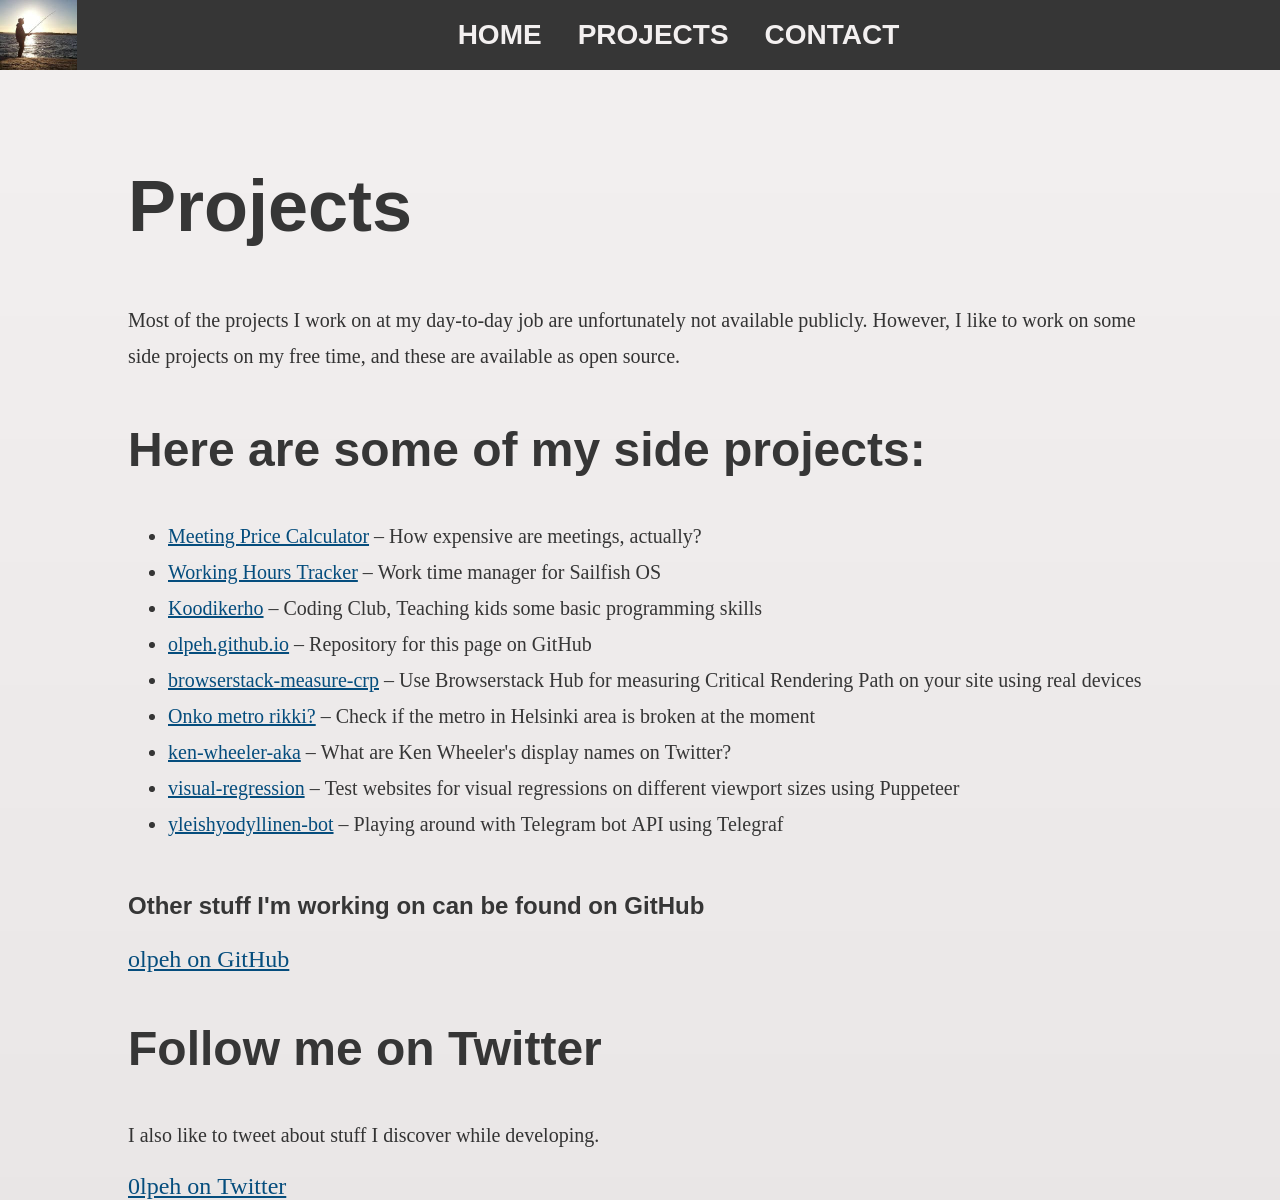 HOME PROJECTS CONTACT
Projects
Most of the projects I work on at my day-to-day job are unfortunately not available publicly. However, I like to work on some
side projects on my free time, and these are available as open source.
Here are some of my side projects:
• Meeting Price Calculator – How expensive are meetings, actually?
• Working Hours Tracker – Work time manager for Sailfish OS
• Koodikerho – Coding Club, Teaching kids some basic programming skills
• olpeh.github.io – Repository for this page on GitHub
• browserstack-measure-crp – Use Browserstack Hub for measuring Critical Rendering Path on your site using real devices
• Onko metro rikki? – Check if the metro in Helsinki area is broken at the moment
• ken-wheeler-aka – What are Ken Wheeler's display names on Twitter?
• visual-regression – Test websites for visual regressions on different viewport sizes using Puppeteer
• yleishyodyllinen-bot – Playing around with Telegram bot API using Telegraf
Other stuff I'm working on can be found on GitHub
olpeh on GitHub
Follow me on Twitter
I also like to tweet about stuff I discover while developing.
0lpeh on Twitter